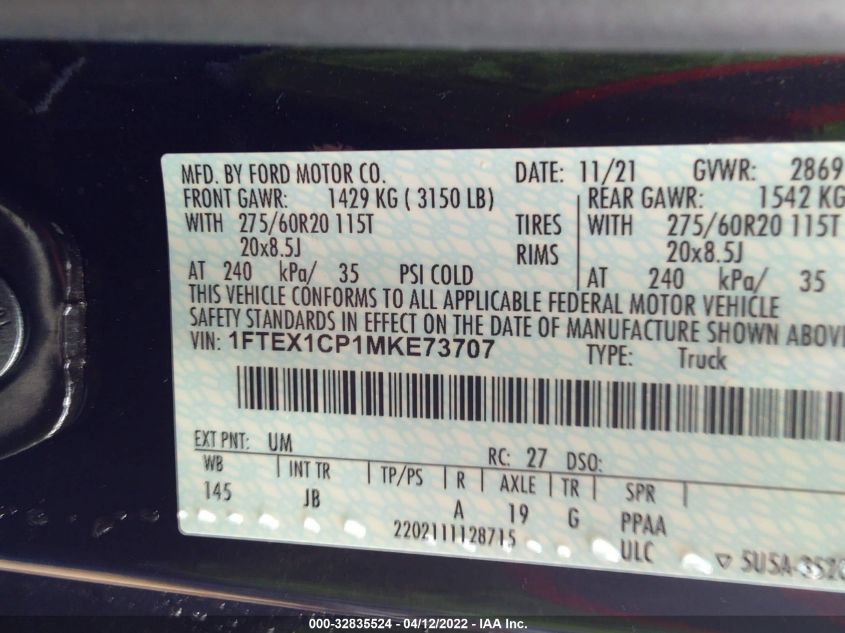 MFD. BY FORD MOTOR CO. DATE: 11/21 GVWR: 2869
FRONT GAWR: 1429 KG ( 3150 LB) REAR GAWR: 1542 KG
WITH 275/60R20 115T TIRES WITH 275/60R20 115T
20x8.5J RIMS 20x8.5J
AT 240 kPa/ 35 PSI COLD AT 240 kPa/ 35
THIS VEHICLE CONFORMS TO ALL APPLICABLE FEDERAL MOTOR VEHICLE
SAFETY STANDARDS IN EFFECT ON THE DATE OF MANUFACTURE SHOWN ABOVE
VIN: 1FTEX1CP1MKE73707 TYPE: Truck
EXT PNT: UM RC: 27 DSO:
WB INT TR TP/PS R AXLE TR SPR
145 JB A 19 G PPAA
2202111128715 ULC
000-32835524 - 04/12/2022 - IAA Inc.